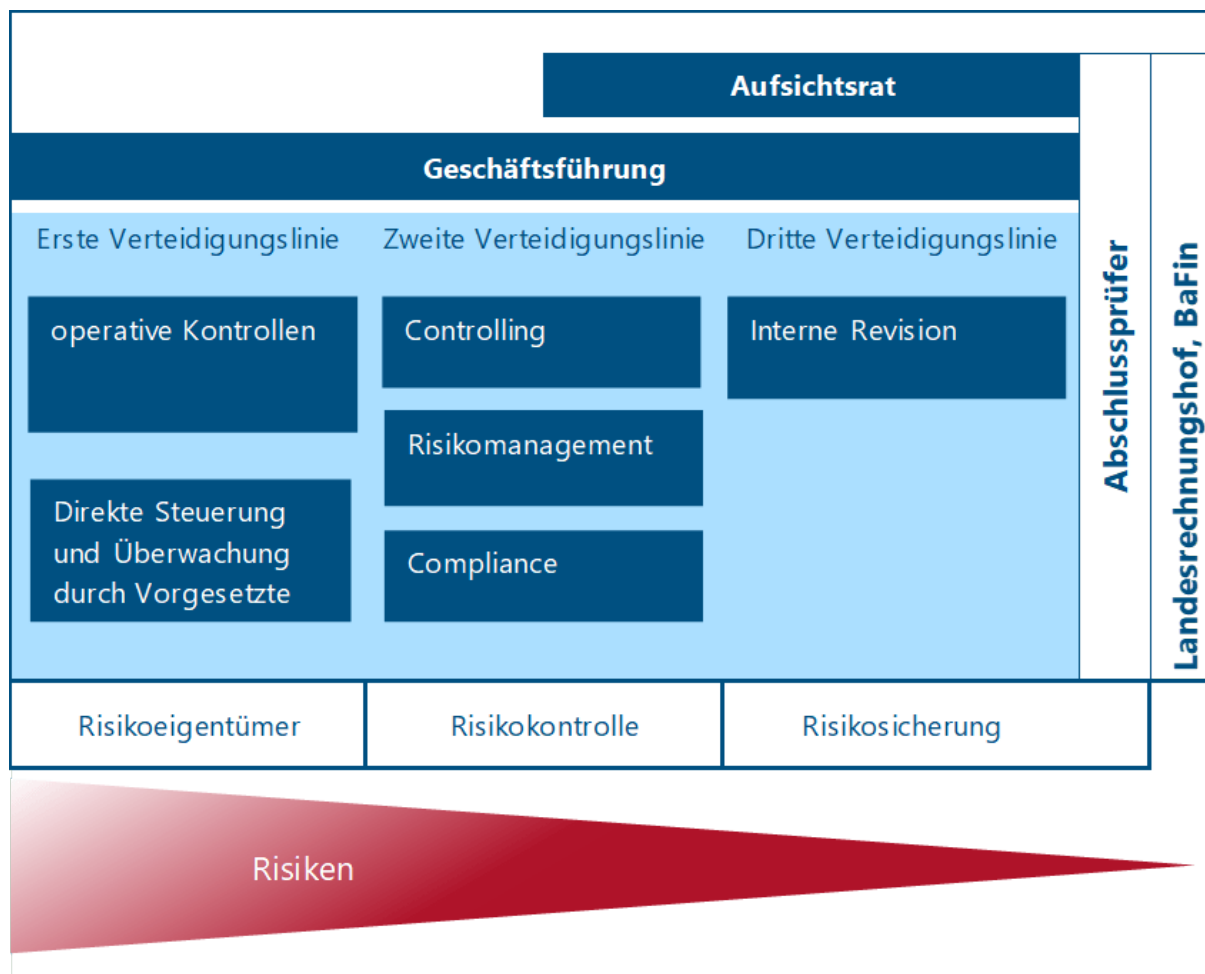 Aufsichtsrat
Geschäftsführung
Erste Verteidigungslinie
operative Kontrollen
Direkte Steuerung
und Überwachung
durch Vorgesetzte
Zweite Verteidigungslinie
Controlling
Risikomanagement
Compliance
Dritte Verteidigungslinie
Interne Revision
Abschlussprüfer
Landesrechnungshof, BaFin
Risikoeigentümer
Risikokontrolle
Risikosicherung
Risiken